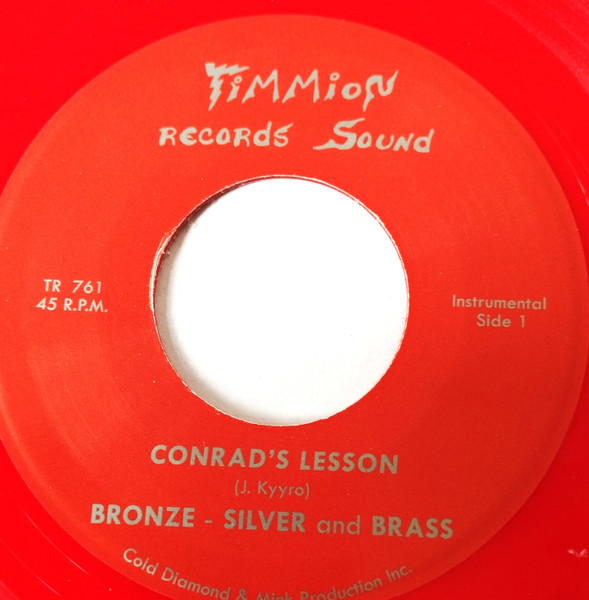 TiMMioN
RECORDS SOUND
TR 761
45 R.P.M.
Instrumental
Side 1
CONRAD'S LESSON
(J. Kyyro)
BRONZE - SILVER and BRASS
Cold Diamond & Mink Production Inc.